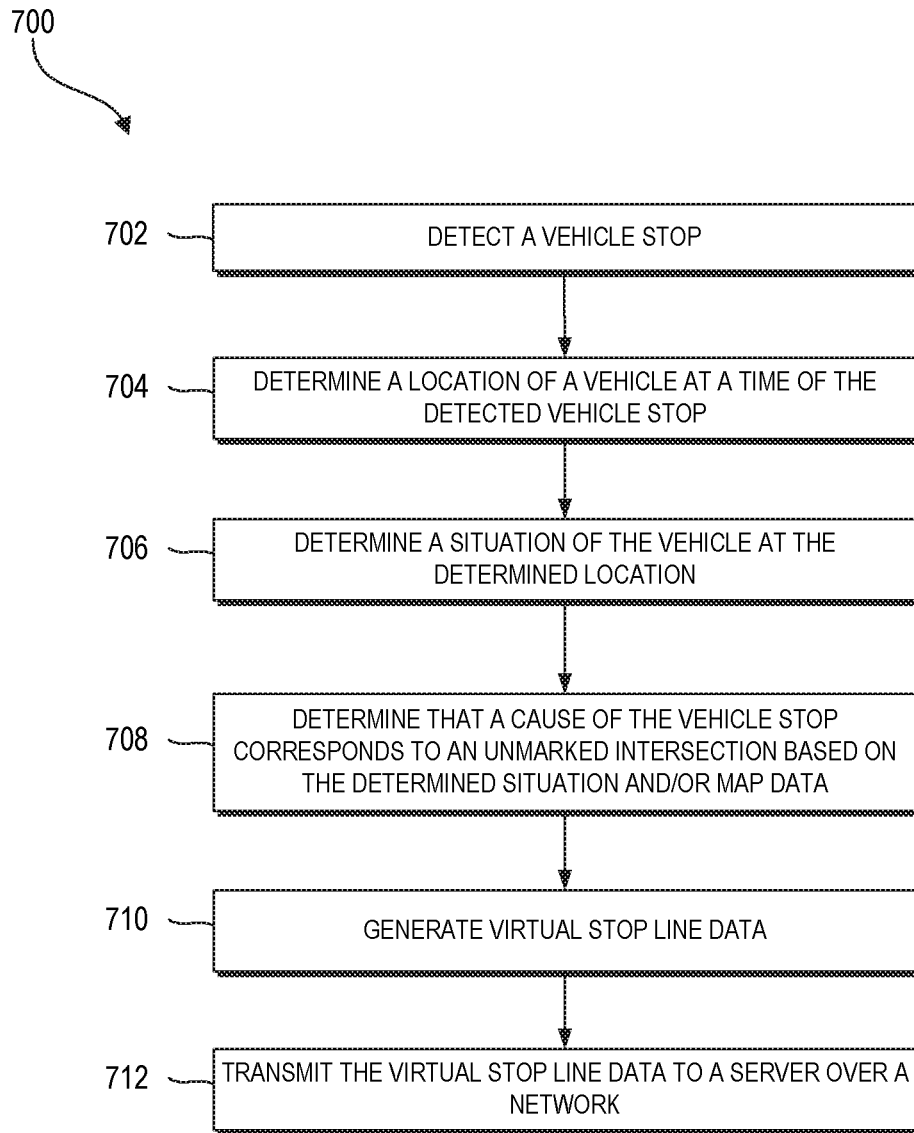 700
702
DETECT A VEHICLE STOP
704
DETERMINE A LOCATION OF A VEHICLE AT A TIME OF THE
DETECTED VEHICLE STOP
706
DETERMINE A SITUATION OF THE VEHICLE AT THE
DETERMINED LOCATION
708
DETERMINE THAT A CAUSE OF THE VEHICLE STOP
CORRESPONDS TO AN UNMARKED INTERSECTION BASED ON
THE DETERMINED SITUATION AND/OR MAP DATA
710
GENERATE VIRTUAL STOP LINE DATA
712
TRANSMIT THE VIRTUAL STOP LINE DATA TO A SERVER OVER A
NETWORK